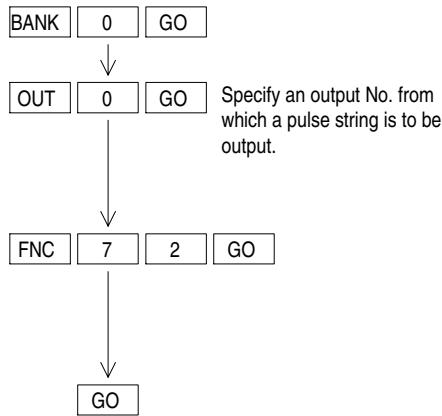 BANK 0 GO
OUT 0 GO Specify an output No. from
which a pulse string is to be
output.
FNC 7 2 GO
GO